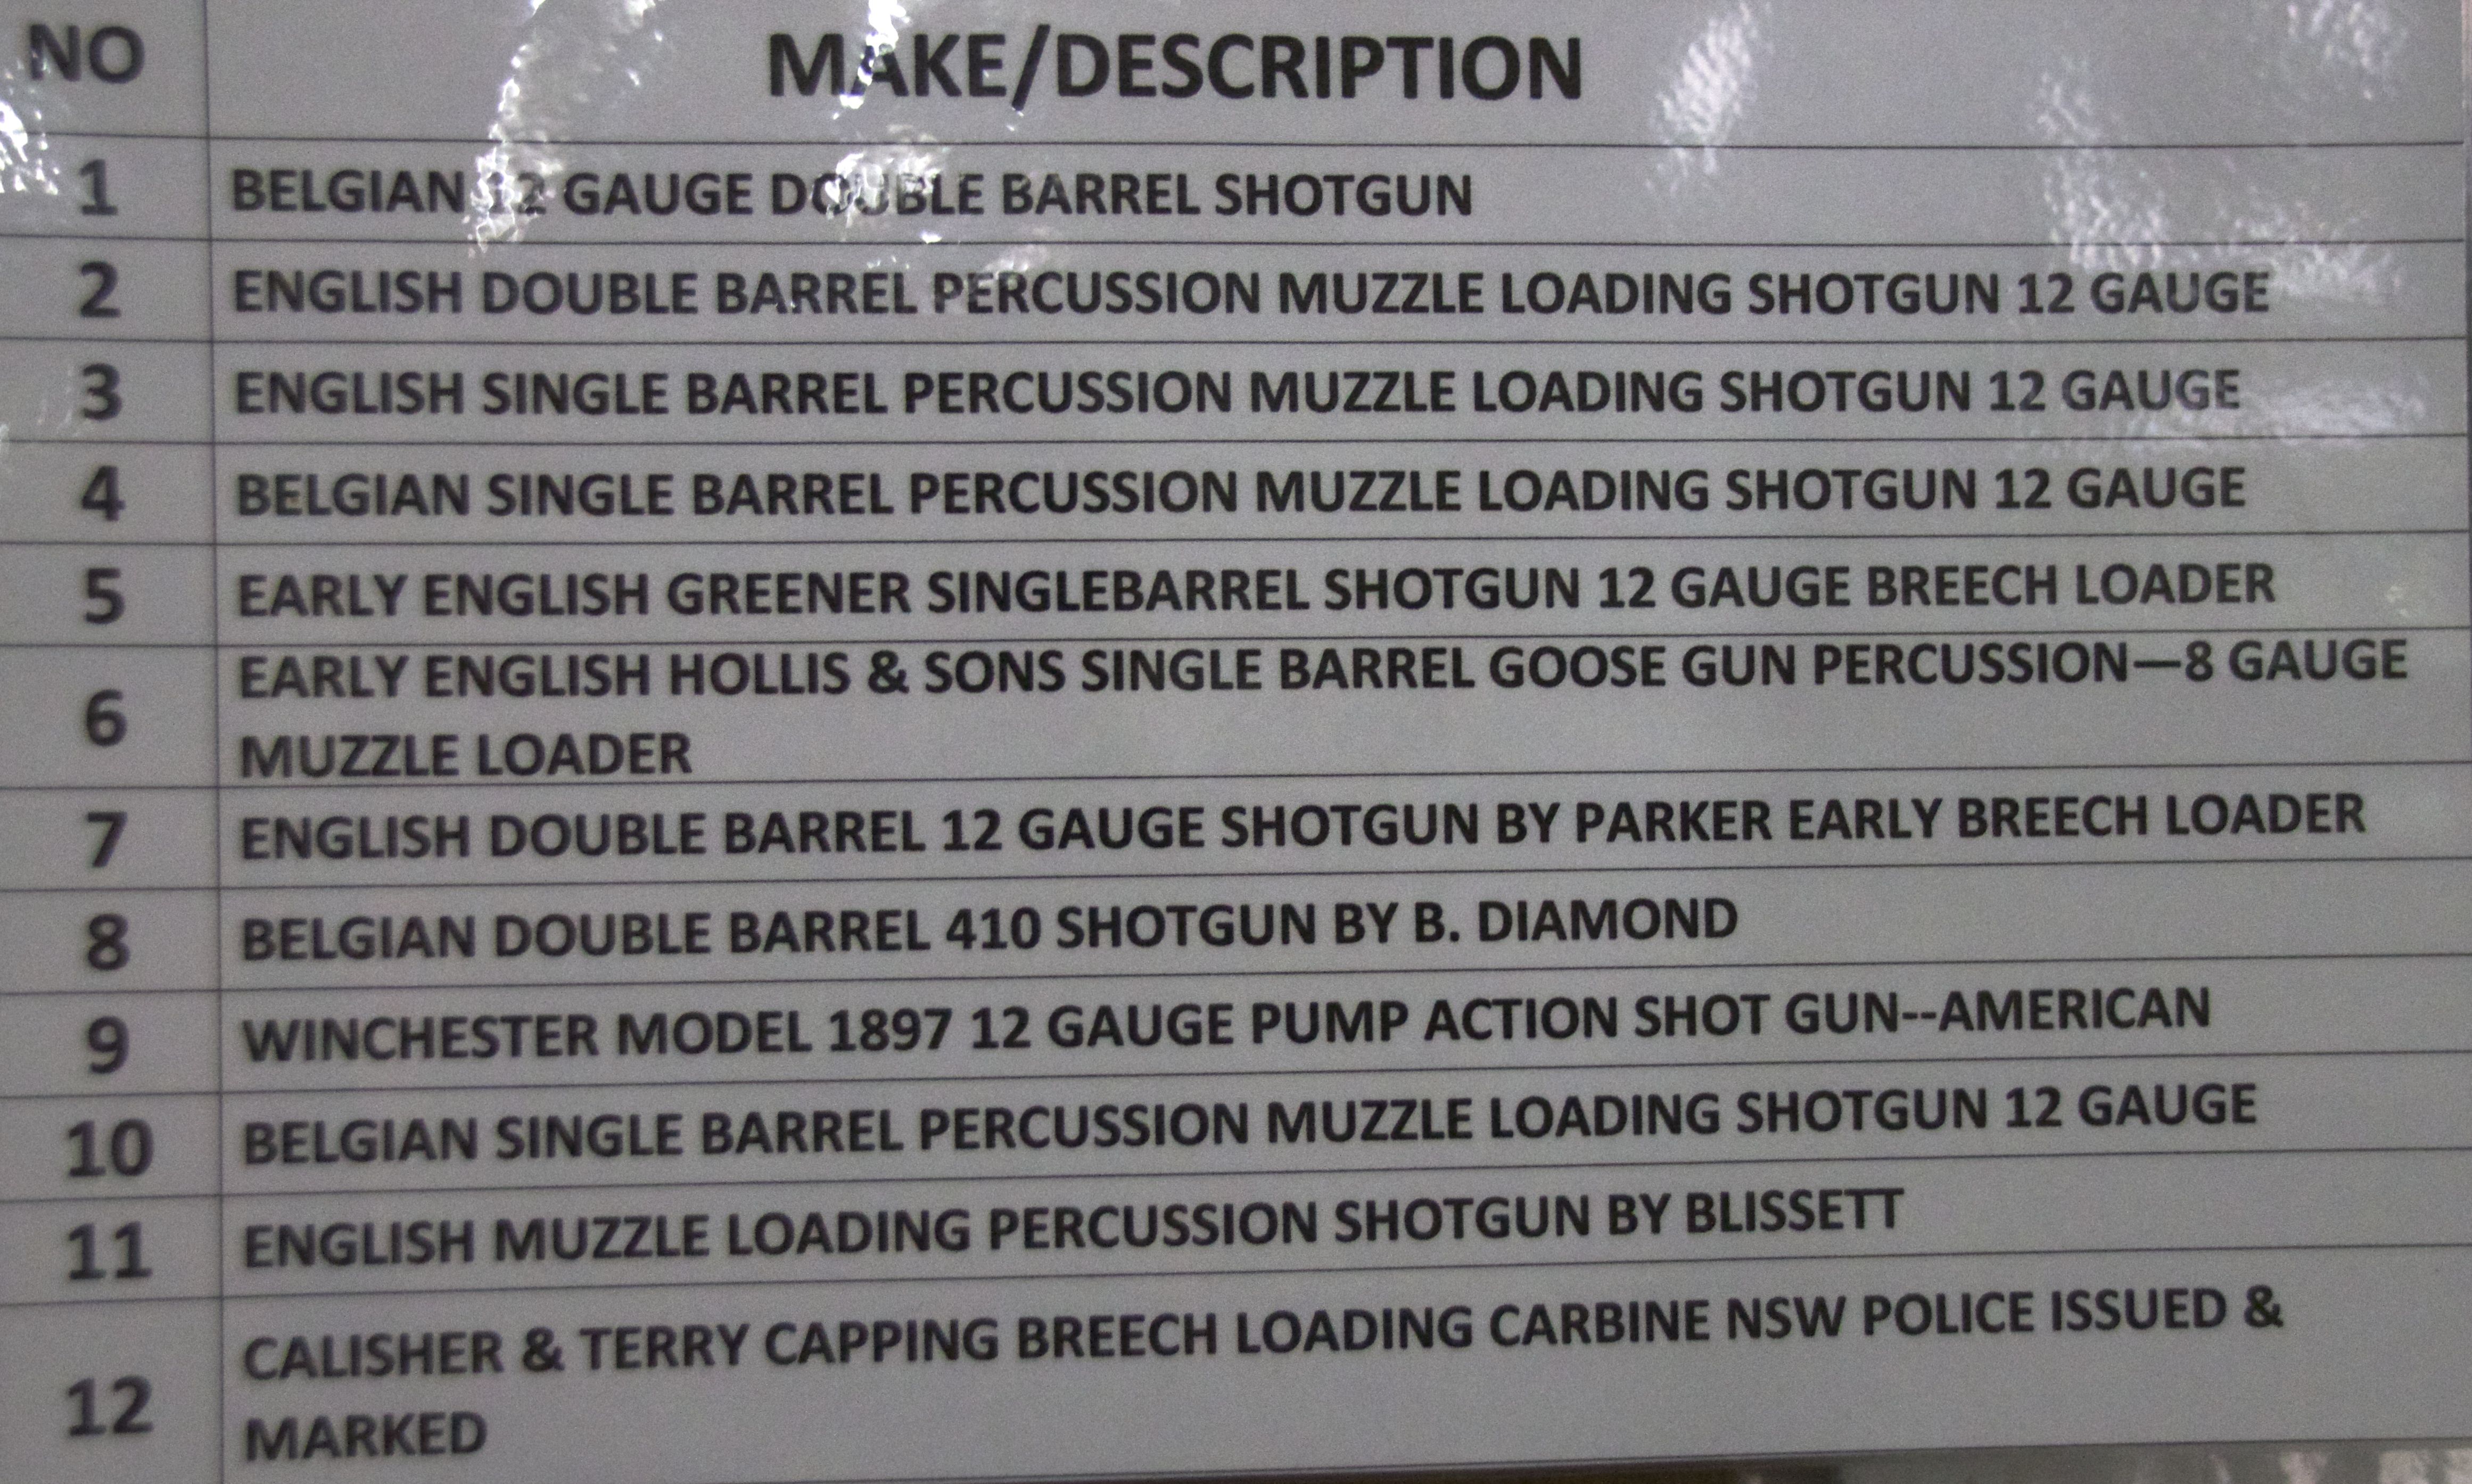 NO MAKE/DESCRIPTION
1 BELGIAN 12 GAUGE DOUBLE BARREL SHOTGUN
2 ENGLISH DOUBLE BARREL PERCUSSION MUZZLE LOADING SHOTGUN 12 GAUGE
3 ENGLISH SINGLE BARREL PERCUSSION MUZZLE LOADING SHOTGUN 12 GAUGE
4 BELGIAN SINGLE BARREL PERCUSSION MUZZLE LOADING SHOTGUN 12 GAUGE
5 EARLY ENGLISH GREENER SINGLEBARREL SHOTGUN 12 GAUGE BREECH LOADER
6 EARLY ENGLISH HOLLIS & SONS SINGLE BARREL GOOSE GUN PERCUSSION—8 GAUGE
MUZZLE LOADER
7 ENGLISH DOUBLE BARREL 12 GAUGE SHOTGUN BY PARKER EARLY BREECH LOADER
8 BELGIAN DOUBLE BARREL 410 SHOTGUN BY B. DIAMOND
9 WINCHESTER MODEL 1897 12 GAUGE PUMP ACTION SHOT GUN--AMERICAN
10 BELGIAN SINGLE BARREL PERCUSSION MUZZLE LOADING SHOTGUN 12 GAUGE
11 ENGLISH MUZZLE LOADING PERCUSSION SHOTGUN BY BLISSETT
12 CALISHER & TERRY CAPPING BREECH LOADING CARBINE NSW POLICE ISSUED &
MARKED